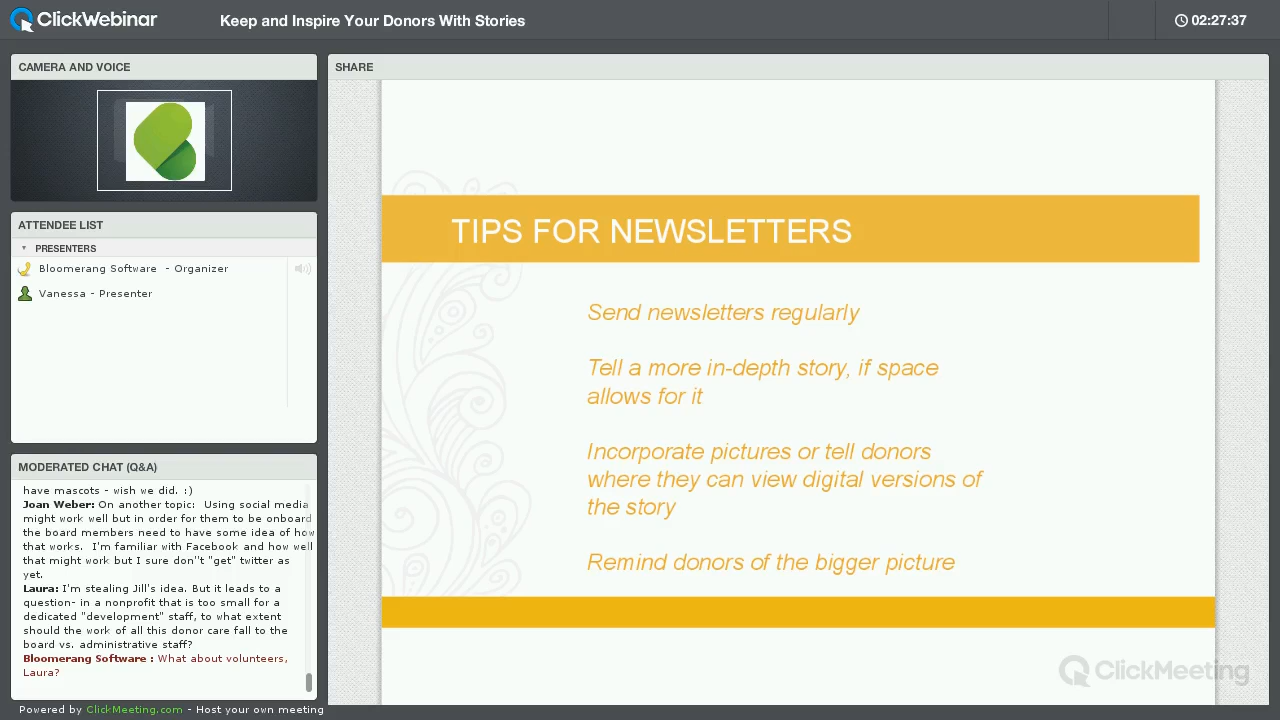 ClickWebinar
Keep and Inspire Your Donors With Stories
02:27:37
CAMERA AND VOICE
ATTENDEE LIST
PRESENTERS
Bloomerang Software - Organizer
Vanessa - Presenter
MODERATED CHAT (Q&A)
have mascots - wish we did. :)
Joan Weber: On another topic:  Using social media
might work well but in order for them to be onboard
the board members need to have some idea of how
that works.  I'm familiar with Facebook and how well
that might work but I sure don''t "get" twitter as
yet.
Laura: I'm stealing Jill's idea. But it leads to a
question- in a nonprofit that is too small for a
dedicated "development" staff, to what extent
should the work of all this donor care fall to the
board vs. administrative staff?
Bloomerang Software : What about volunteers,
Laura?
Powered by ClickMeeting.com - Host your own meeting
SHARE
TIPS FOR NEWSLETTERS
Send newsletters regularly
Tell a more in-depth story, if space
allows for it
Incorporate pictures or tell donors
where they can view digital versions of
the story
Remind donors of the bigger picture
ClickMeeting